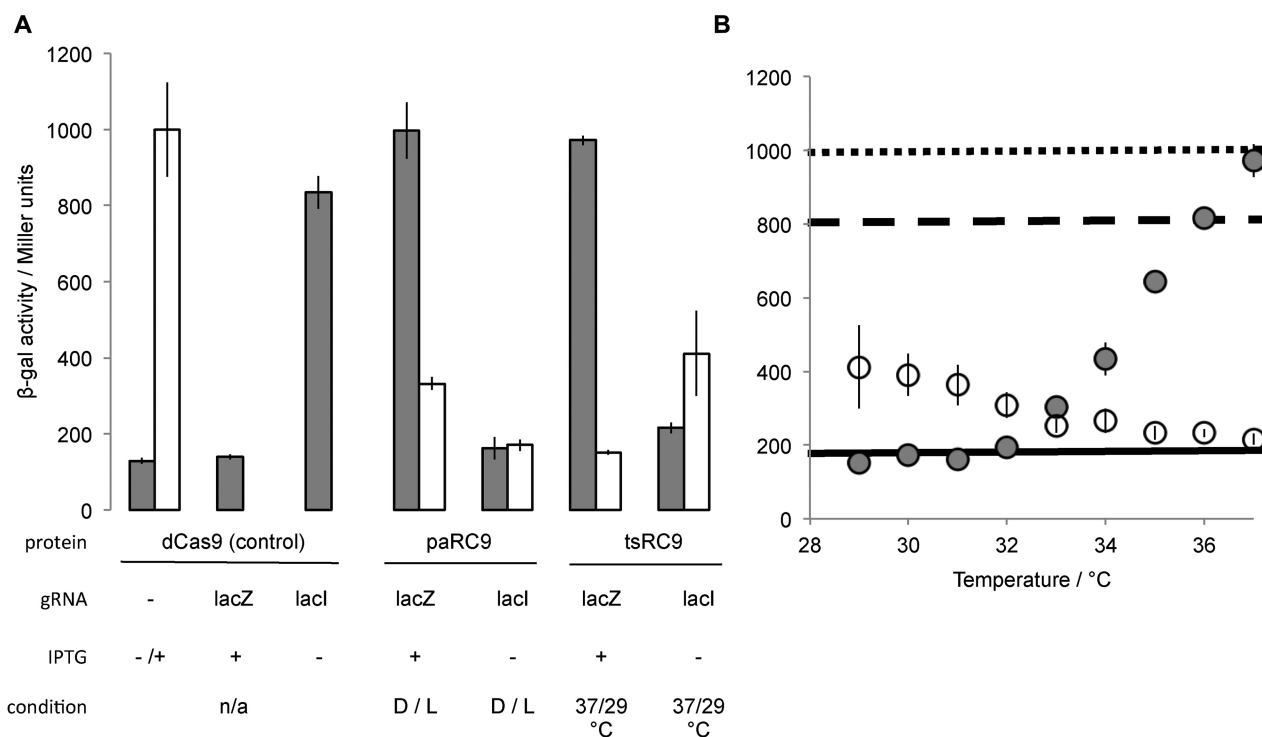 A
β-gal activity / Miller units
1200
1000
800
600
400
200
0
protein dCas9 (control) paRC9 tsRC9
gRNA - lacZ lacI lacZ lacI lacZ lacI
IPTG - /+ + - + - + -
condition n/a D / L D / L 37/29 37/29
°C °C
B
1200
1000
800
600
400
200
0
28 30 32 34 36
Temperature / °C